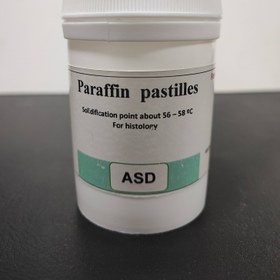 Paraffin pastilles
Solidification point about 56 – 58 ºC
For histology
ASD